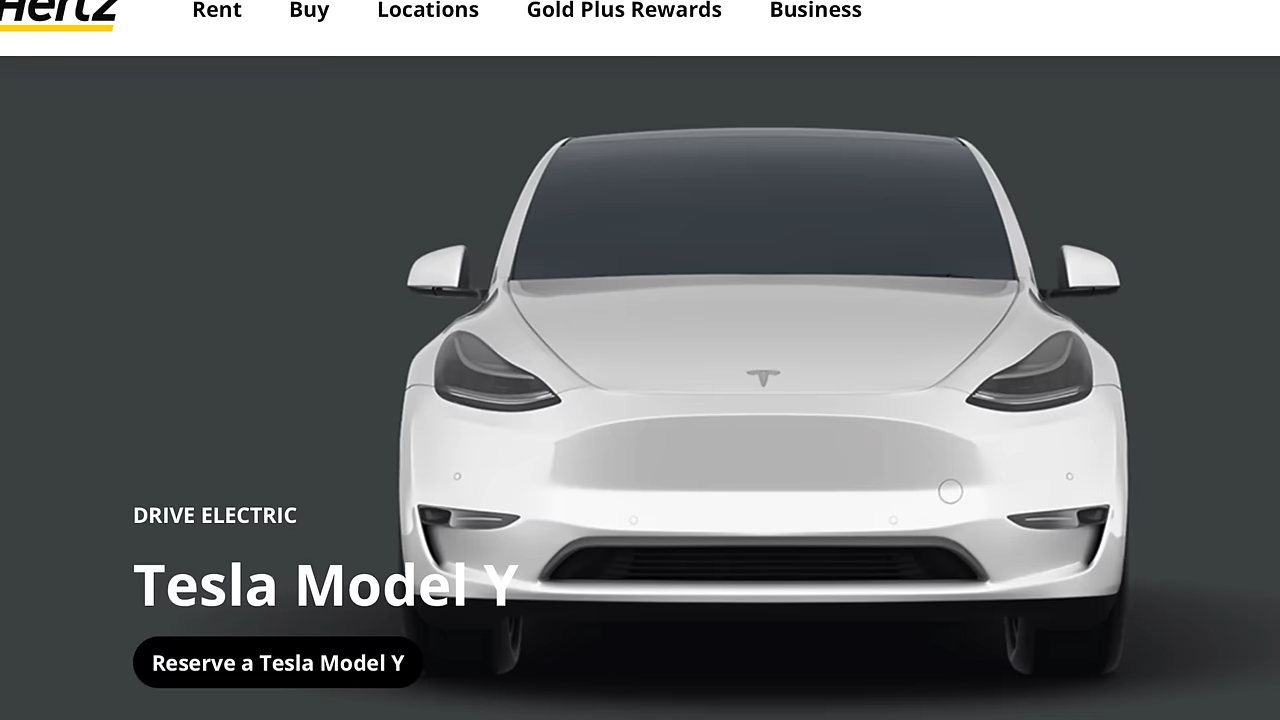 Hertz
Rent
Buy
Locations
Gold Plus Rewards
Business
DRIVE ELECTRIC
Tesla Model Y
Reserve a Tesla Model Y